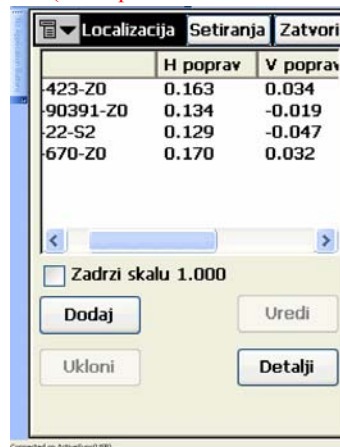 Localizacija Setiranja Zatvori
H poprav V poprav
-423-Z0 0.163 0.034
-90391-Z0 0.134 -0.019
-22-S2 0.129 -0.047
-670-Z0 0.170 0.032
Zadrzi skalu 1.000
Dodaj Uredi
Ukloni Detalji